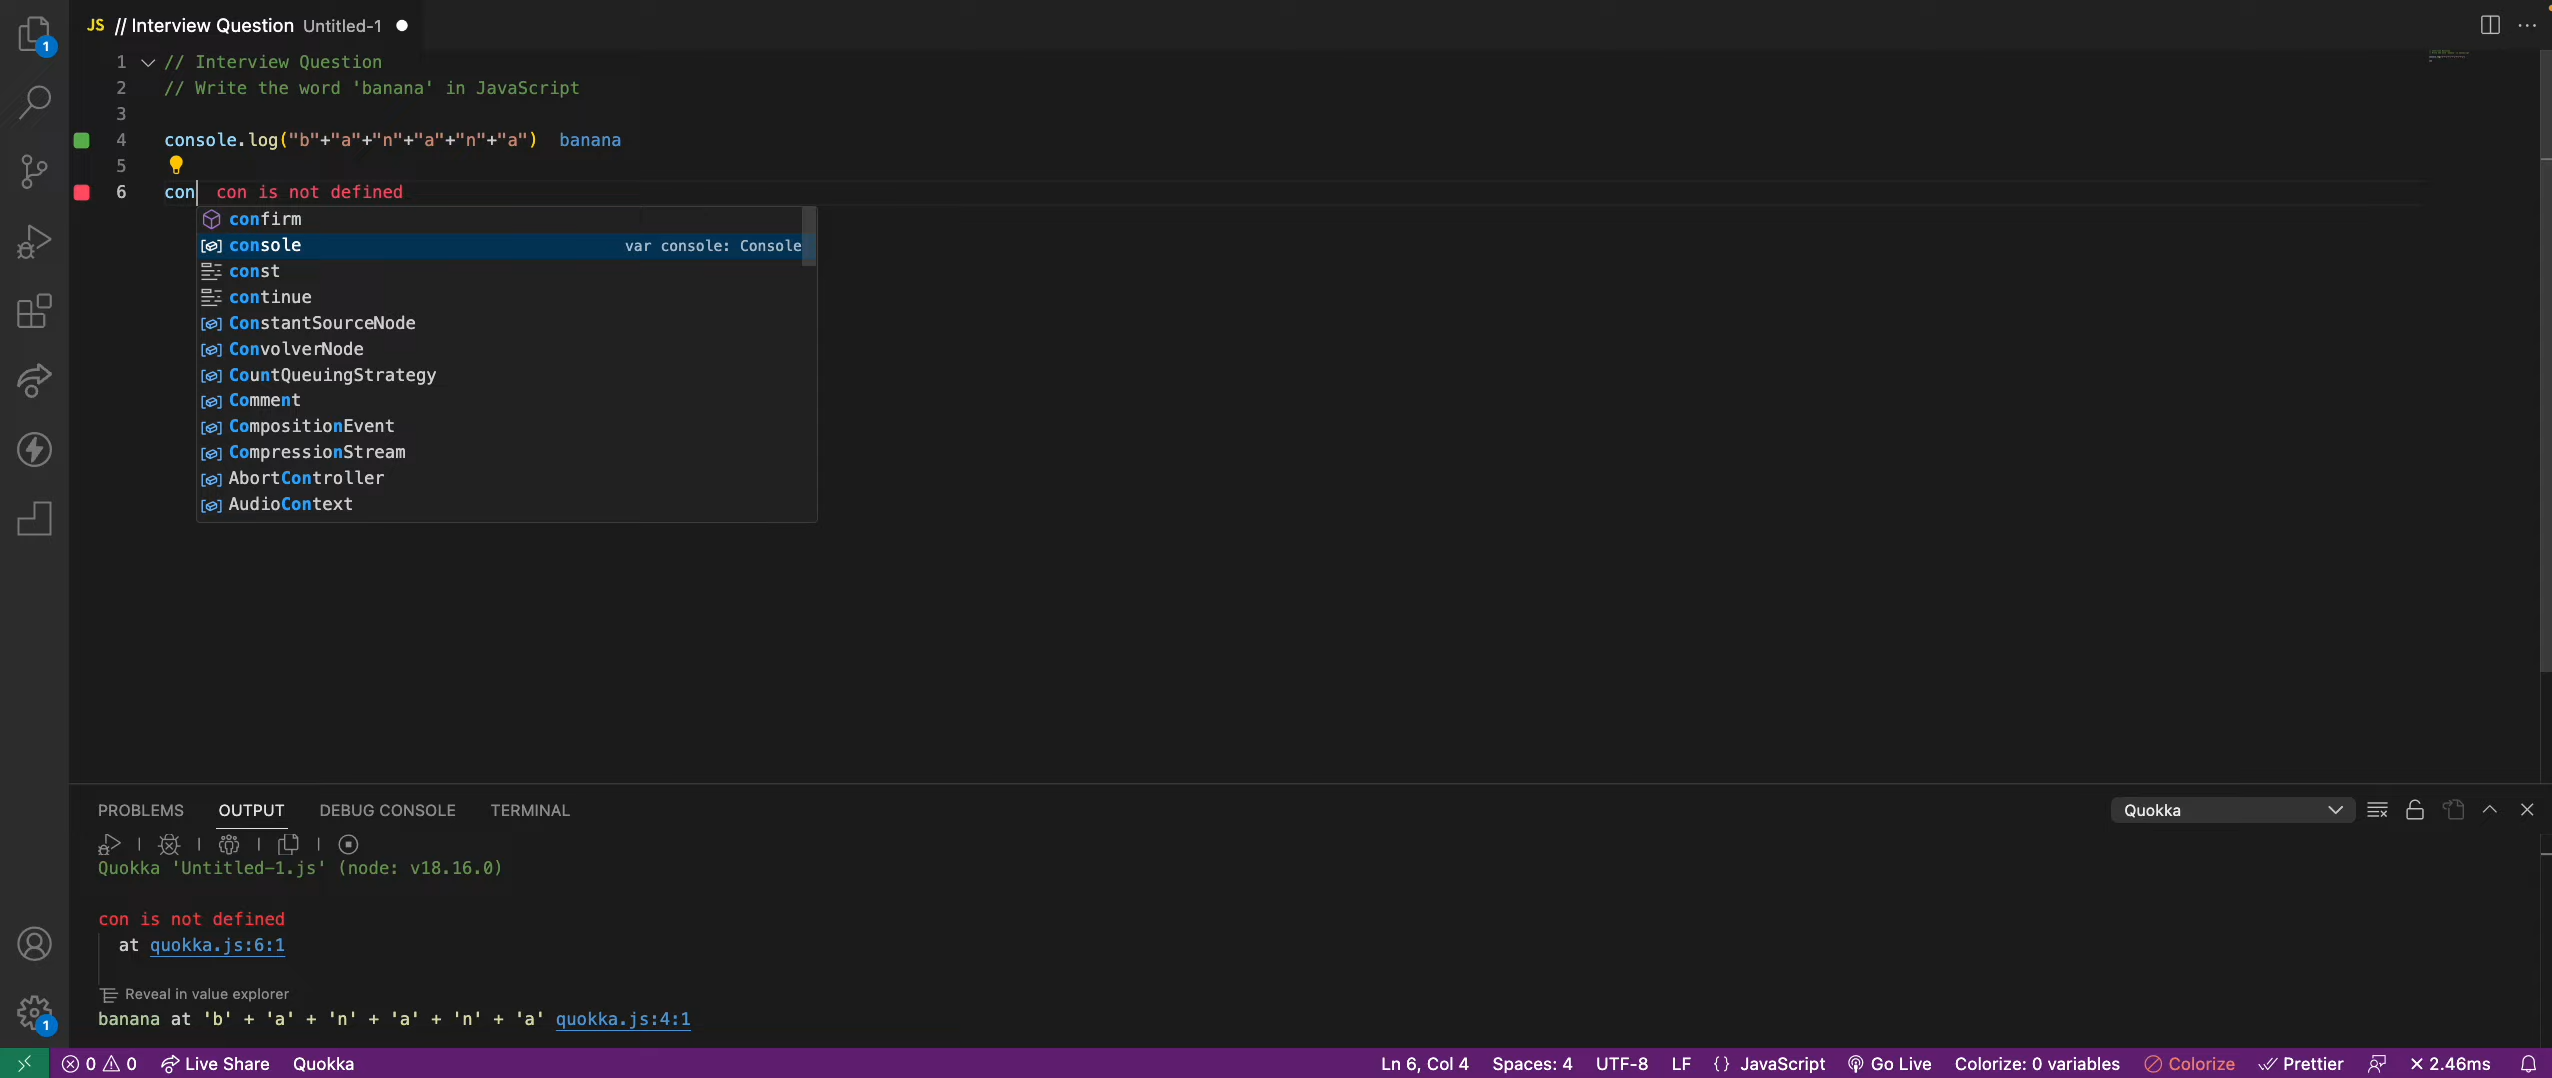 JS // Interview Question Untitled-1
1 // Interview Question
2 // Write the word 'banana' in JavaScript
3
4 console.log("b"+"a"+"n"+"a"+"n"+"a") banana
5
6 con con is not defined
confirm
console var console: Console
const
continue
ConstantSourceNode
ConvolverNode
CountQueuingStrategy
Comment
CompositionEvent
CompressionStream
AbortController
AudioContext
1
1
PROBLEMS OUTPUT DEBUG CONSOLE TERMINAL Quokka
Quokka 'Untitled-1.js' (node: v18.16.0)
con is not defined
at quokka.js:6:1
Reveal in value explorer
banana at 'b' + 'a' + 'n' + 'a' + 'n' + 'a' quokka.js:4:1
0 0 Live Share Quokka Ln 6, Col 4 Spaces: 4 UTF-8 LF {} JavaScript Go Live Colorize: 0 variables Colorize Prettier × 2.46ms